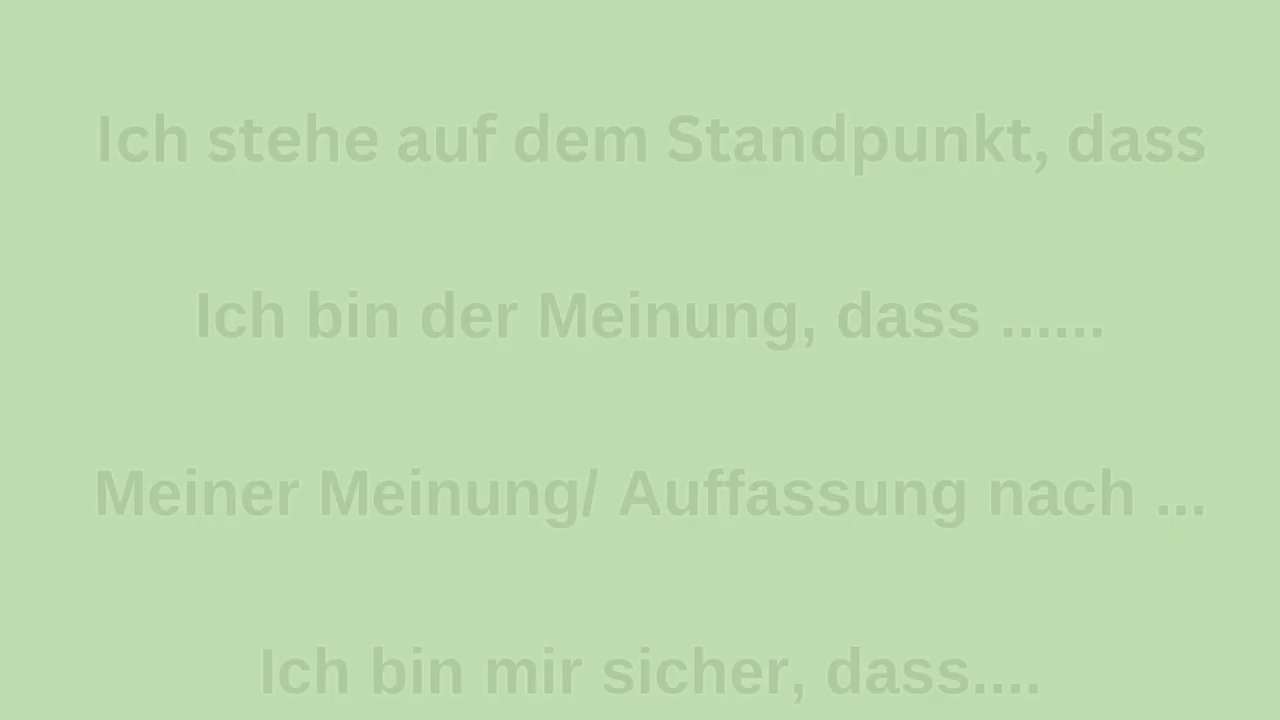 Ich stehe auf dem Standpunkt, dass
Ich bin der Meinung, dass ......
Meiner Meinung/ Auffassung nach ...
Ich bin mir sicher, dass....